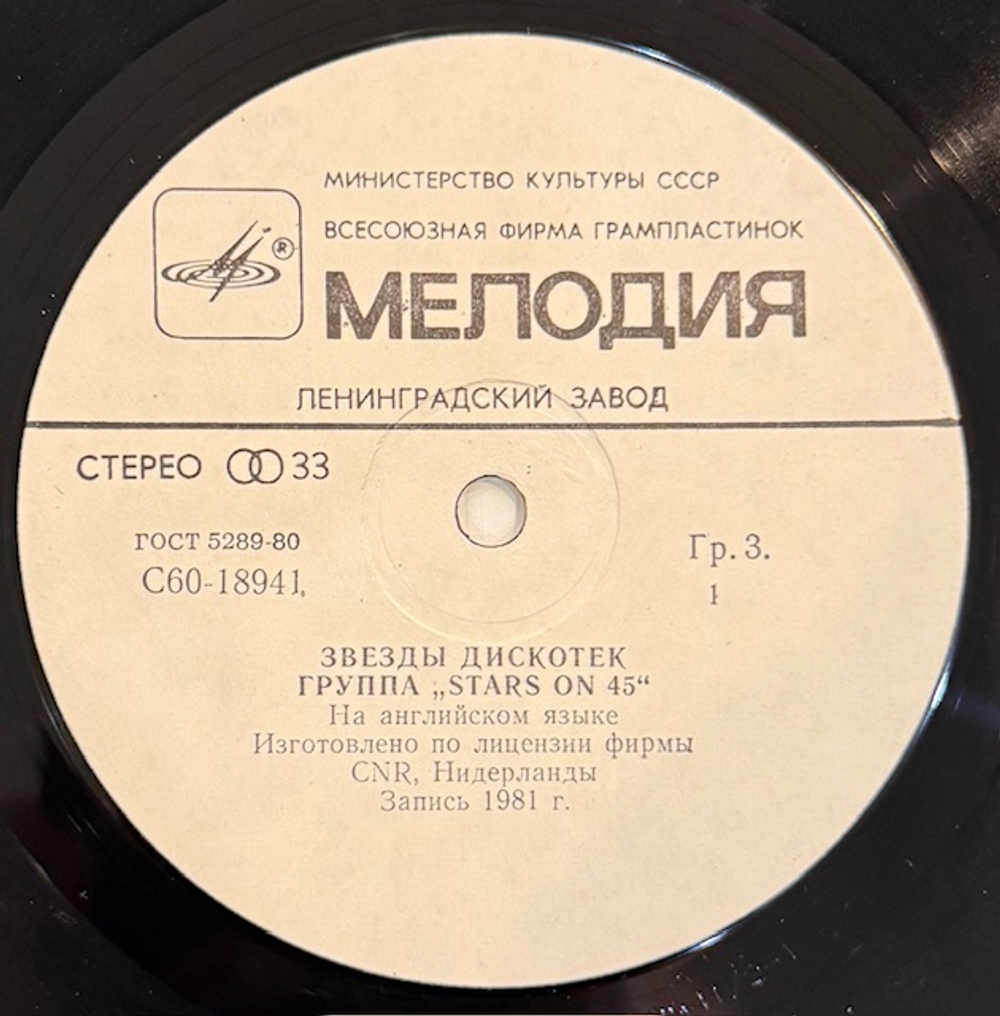 МИНИСТЕРСТВО КУЛЬТУРЫ СССР
ВСЕСОЮЗНАЯ ФИРМА ГРАМПЛАСТИНОК
®
МЕЛОДИЯ
ЛЕНИНГРАДСКИЙ ЗАВОД
СТЕРЕО 33
ГОСТ 5289-80
Гр. 3.
С60-18941,
1
ЗВЕЗДЫ ДИСКОТЕК
ГРУППА „STARS ON 45“
На английском языке
Изготовлено по лицензии фирмы
CNR, Нидерланды
Запись 1981 г.